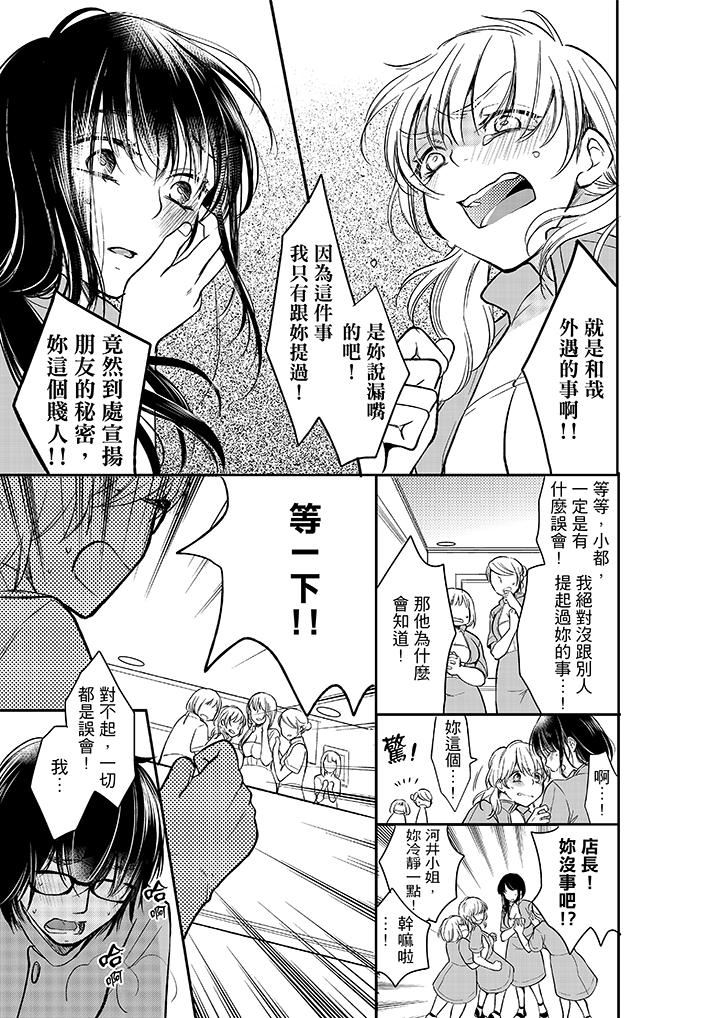 就是和哉
外遇的事啊!!
是妳說漏嘴
的吧！
因為這件事
我只有跟妳提過！
竟然到處宣揚
朋友的秘密，
妳這個賤人!!
等等，小都，
一定是有
什麼誤會！
我絕對沒跟別人
提起過妳的事…！
那他為什麼
會知道！
啊…！
妳這個…！
驚！
店長！
妳沒事吧!?
河井小姐，
妳冷靜一點！
幹嘛啦
…！
等一下!!
對不起，一切
都是誤會！
我…
哈
啊
哈
啊